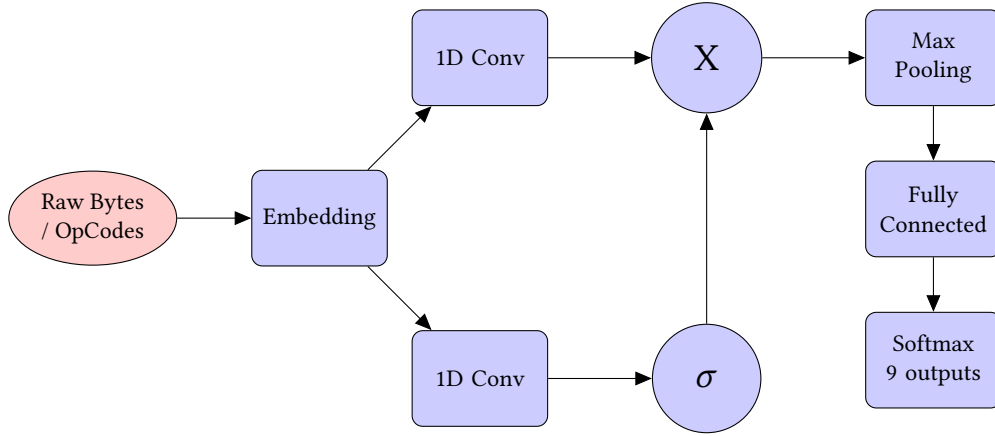 Raw Bytes
/ OpCodes
Embedding
1D Conv
X
Max
Pooling
1D Conv
σ
Fully
Connected
Softmax
9 outputs